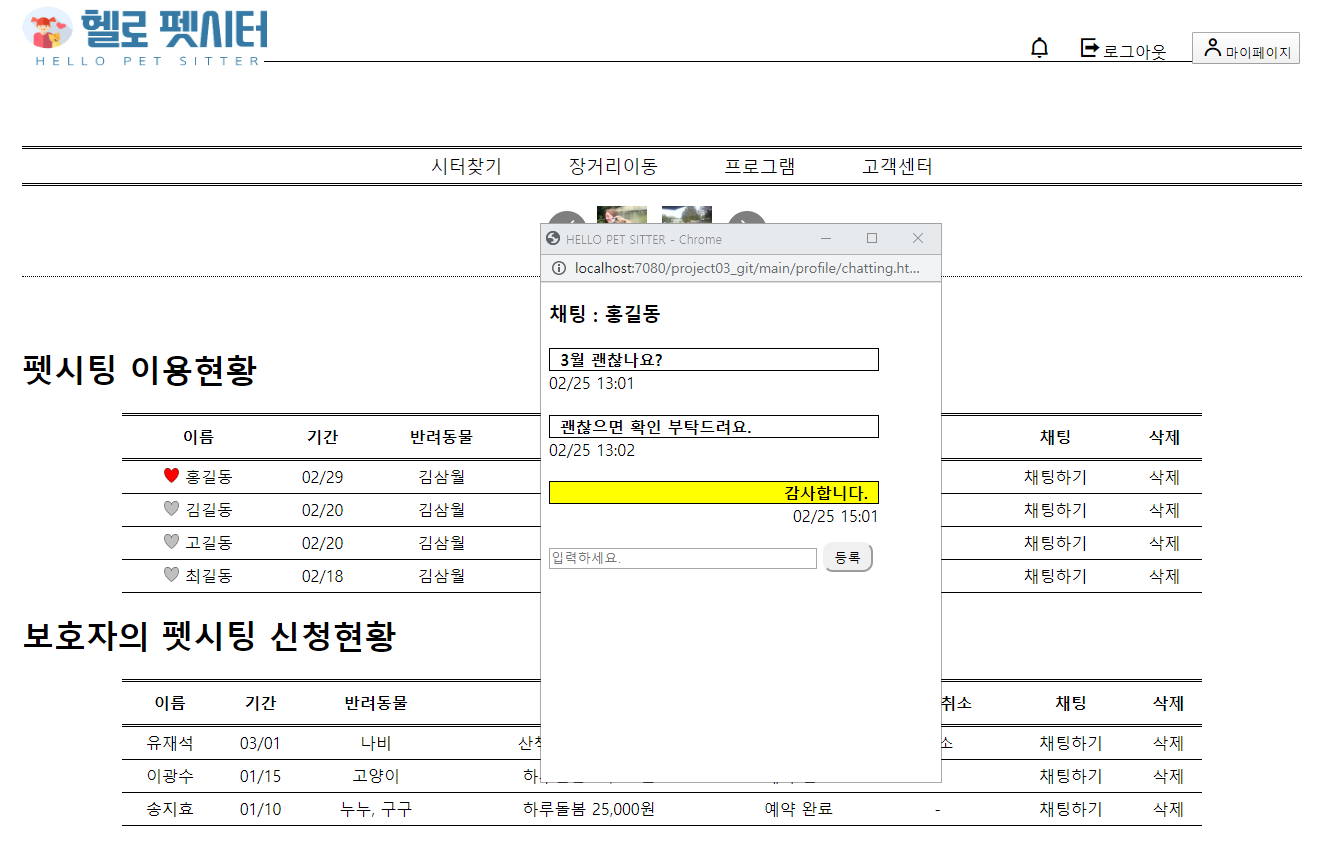 헬로 펫시터
HELLO PET SITTER
로그아웃 마이페이지
시터찾기 장거리이동 프로그램 고객센터
HELLO PET SITTER - Chrome
localhost:7080/project03_git/main/profile/chatting.ht...
채팅 : 홍길동
3월 괜찮나요?
02/25 13:01
괜찮으면 확인 부탁드려요.
02/25 13:02
감사합니다.
02/25 15:01
입력하세요. 등록
펫시팅 이용현황
이름 기간 반려동물 채팅 삭제
홍길동 02/29 김삼월 채팅하기 삭제
김길동 02/20 김삼월 채팅하기 삭제
고길동 02/20 김삼월 채팅하기 삭제
최길동 02/18 김삼월 채팅하기 삭제
보호자의 펫시팅 신청현황
이름 기간 반려동물 취소 채팅 삭제
유재석 03/01 나비 채팅하기 삭제
이광수 01/15 고양이 채팅하기 삭제
송지효 01/10 누누, 구구 하루돌봄 25,000원 예약 완료 - 채팅하기 삭제